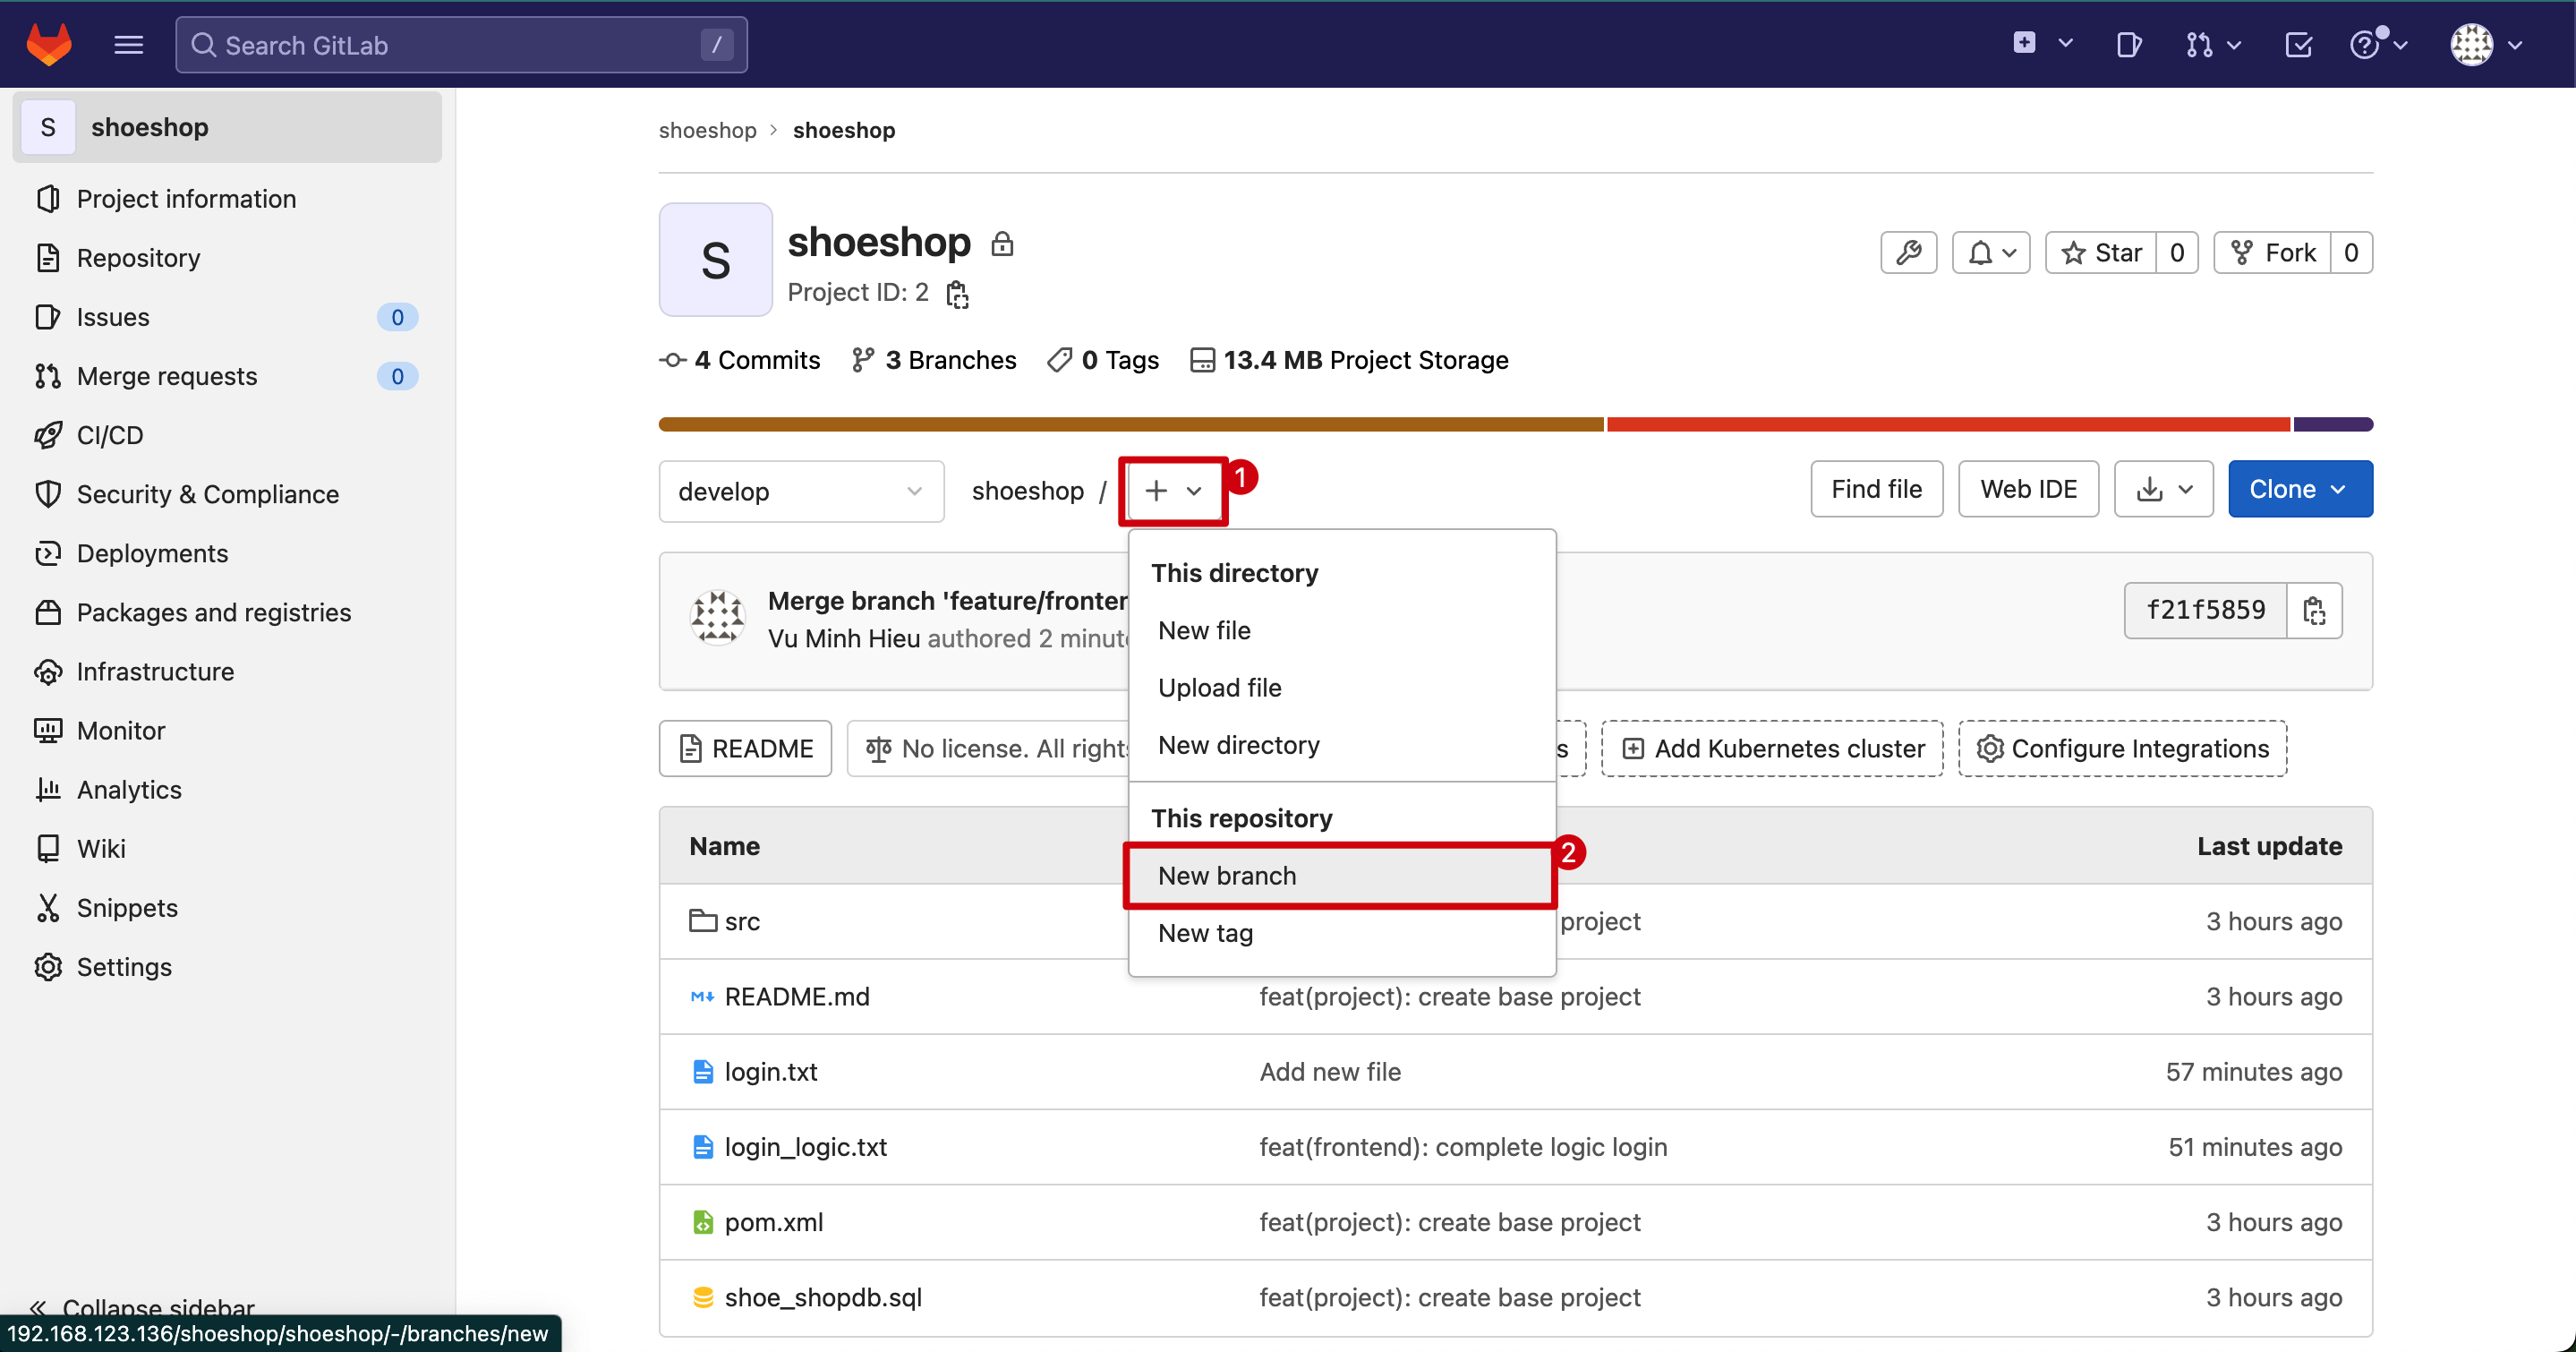 Search GitLab /
S shoeshop
Project information
Repository
Issues 0
Merge requests 0
CI/CD
Security & Compliance
Deployments
Packages and registries
Infrastructure
Monitor
Analytics
Wiki
Snippets
Settings
« Collapse sidebar
192.168.123.136/shoeshop/shoeshop/-/branches/new
shoeshop > shoeshop
S
shoeshop
Project ID: 2
Star 0
Fork 0
4 Commits 3 Branches 0 Tags 13.4 MB Project Storage
develop shoeshop / + 1
Find file Web IDE Clone
Merge branch 'feature/fronten
Vu Minh Hieu authored 2 minut
f21f5859
This directory
New file
Upload file
New directory
This repository
New branch 2
New tag
README No license. All rights s Add Kubernetes cluster Configure Integrations
Name Last update
src project 3 hours ago
README.md feat(project): create base project 3 hours ago
login.txt Add new file 57 minutes ago
login_logic.txt feat(frontend): complete logic login 51 minutes ago
pom.xml feat(project): create base project 3 hours ago
shoe_shopdb.sql feat(project): create base project 3 hours ago